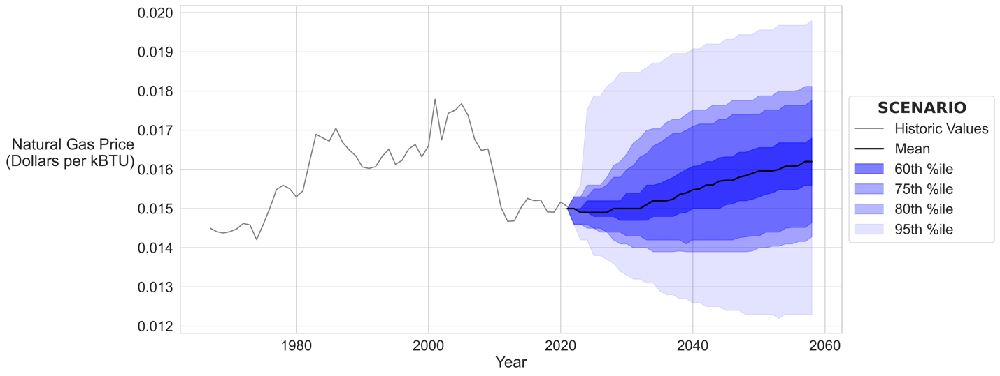 0.020
0.019
0.018
0.017
0.016
0.015
0.014
0.013
0.012
Natural Gas Price
(Dollars per kBTU)
1980
2000
2020
2040
2060
Year
SCENARIO
Historic Values
Mean
60th %ile
75th %ile
80th %ile
95th %ile